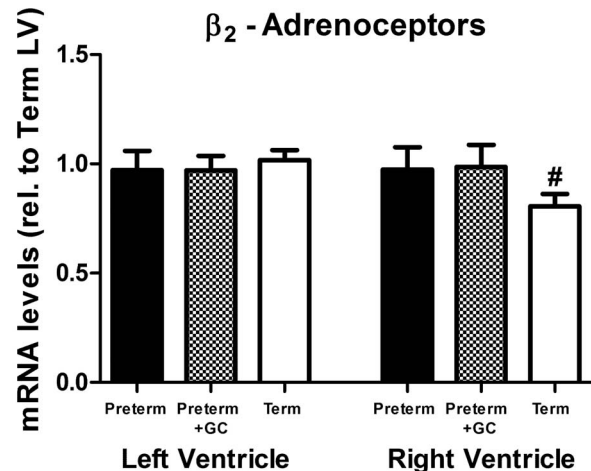 β2 - Adrenoceptors
mRNA levels (rel. to Term LV)
1.5
1.0
0.5
0.0
#
Preterm Preterm +GC Term Preterm Preterm +GC Term
Left Ventricle Right Ventricle